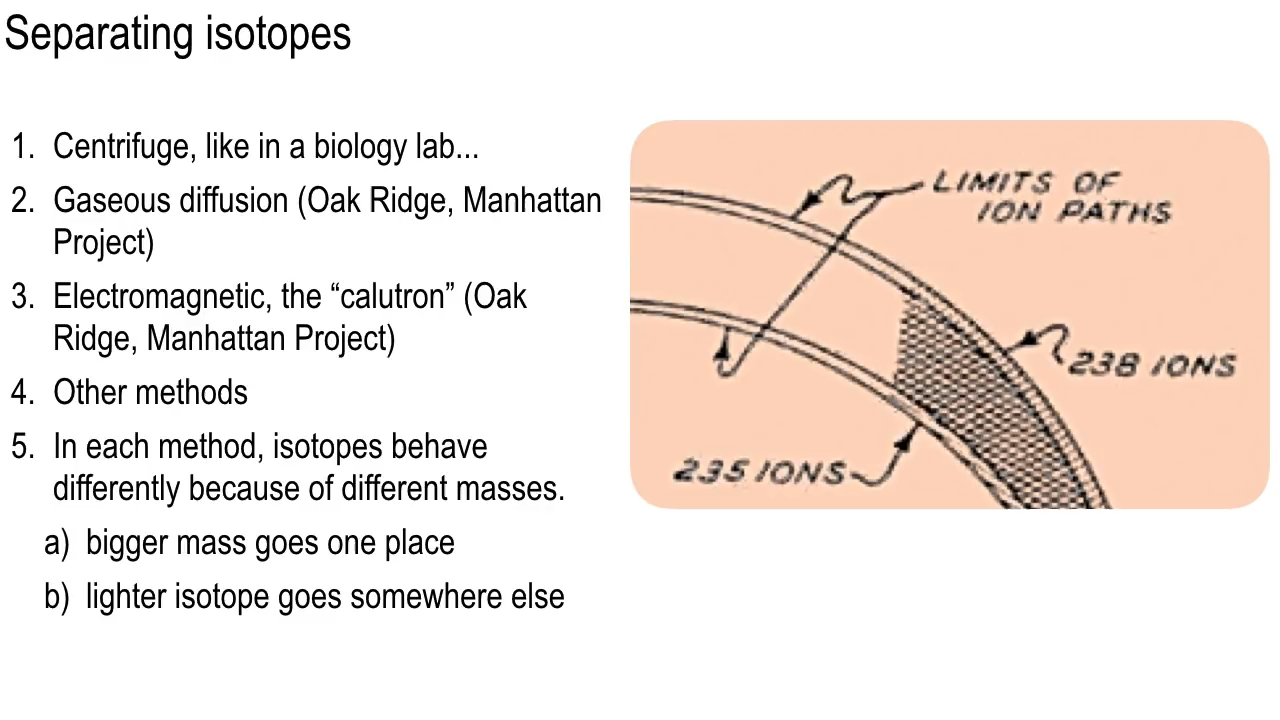 Separating isotopes
1. Centrifuge, like in a biology lab...
2. Gaseous diffusion (Oak Ridge, Manhattan
Project)
3. Electromagnetic, the “calutron” (Oak
Ridge, Manhattan Project)
4. Other methods
5. In each method, isotopes behave
differently because of different masses.
a) bigger mass goes one place
b) lighter isotope goes somewhere else
LIMITS OF
ION PATHS
238 IONS
235 IONS